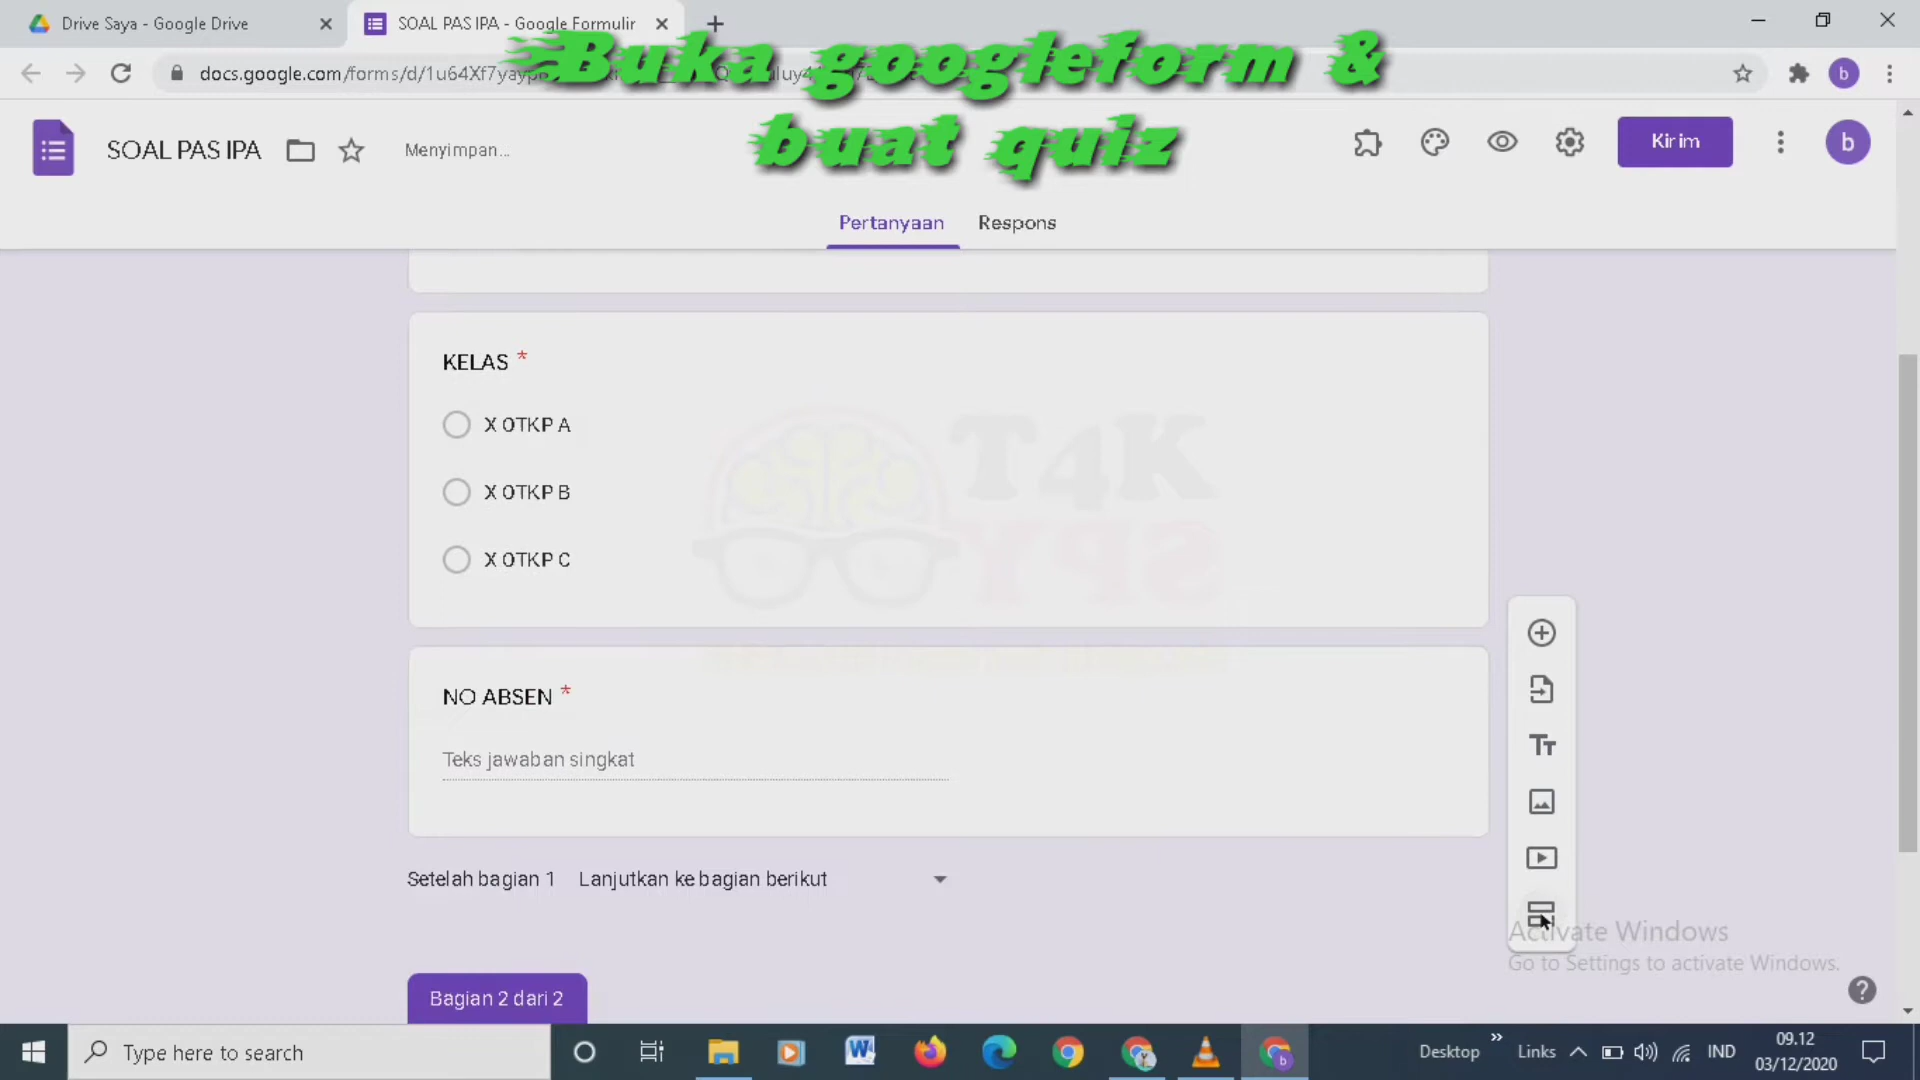 Drive Saya - Google Drive
SOAL PAS IPA - Google Formulir
docs.google.com/forms/d/1u64Xf7yay
Buka googleform &
buat quiz
SOAL PAS IPA
Menyimpan...
Kirim
b
b
Pertanyaan
Respons
KELAS *
X OTKP A
X OTKP B
X OTKP C
T4K
SPY
NO ABSEN *
Teks jawaban singkat
Setelah bagian 1 Lanjutkan ke bagian berikut
Activate Windows
Go to Settings to activate Windows.
Bagian 2 dari 2
Type here to search
Desktop
Links
IND
09.12
03/12/2020